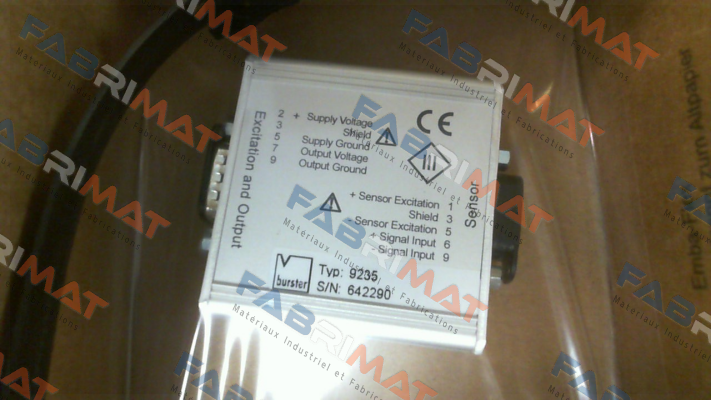 Excitation and Output
2 + Supply Voltage
3 Shield
5 Supply Ground
7 Output Voltage
9 Output Ground
CE
Sensor
+ Sensor Excitation 1
Shield 3
Sensor Excitation 5
+ Signal Input 6
Signal Input 9
burster
Typ: 9235
S/N: 642290
zum Altpapier
FABRIMAT
Matériaux Industriel et Fabrications